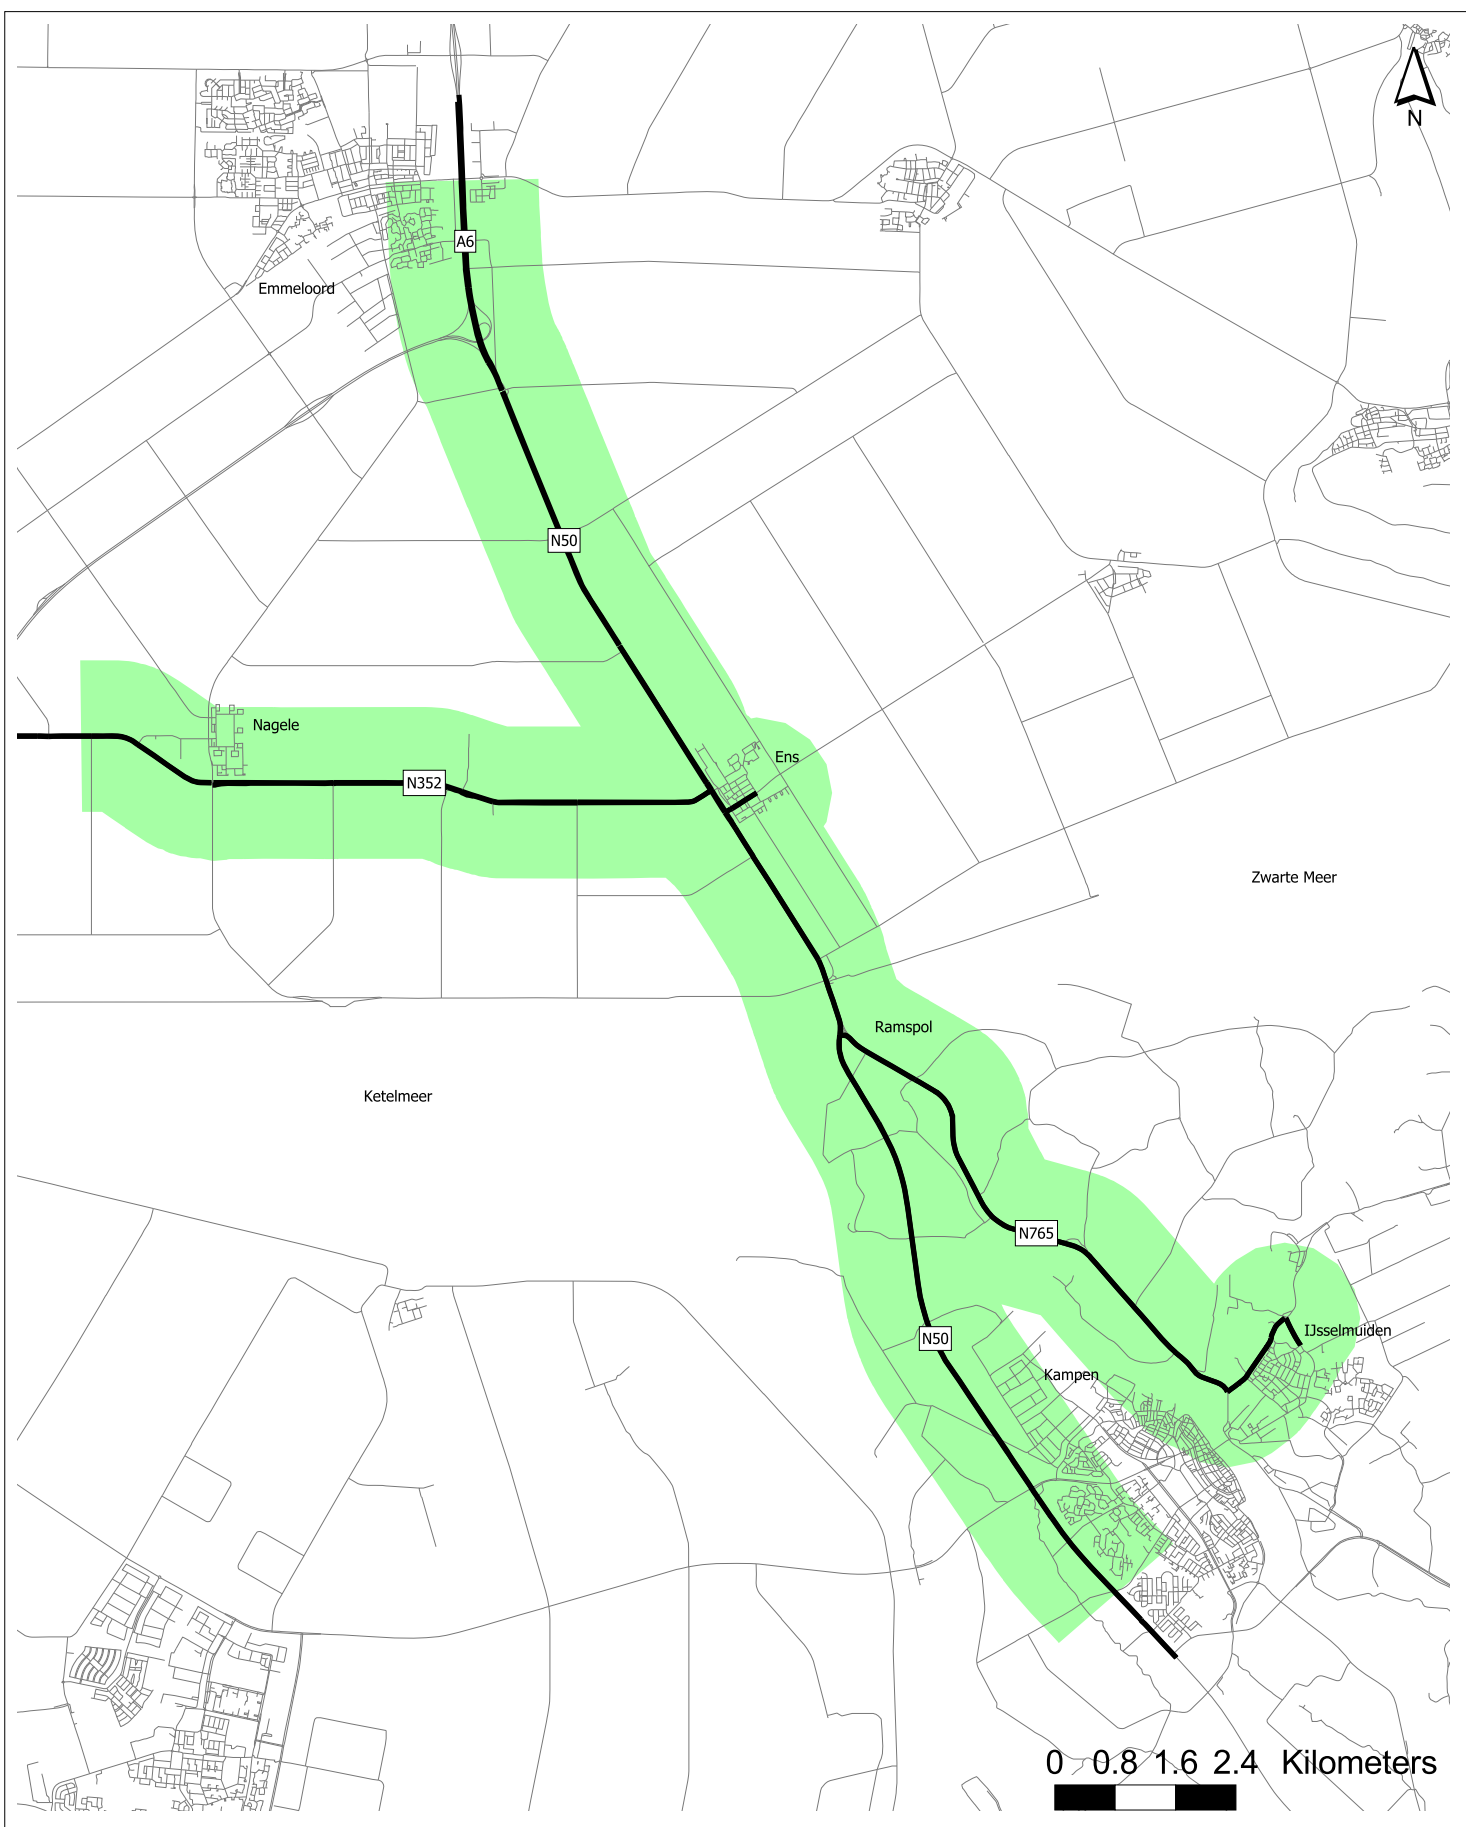 N
A6
Emmeloord
N50
Nagele
Ens
N352
Zwarte Meer
Ramspol
Ketelmeer
N765
IJsselmuiden
N50
Kampen
0 0.8 1.6 2.4 Kilometers